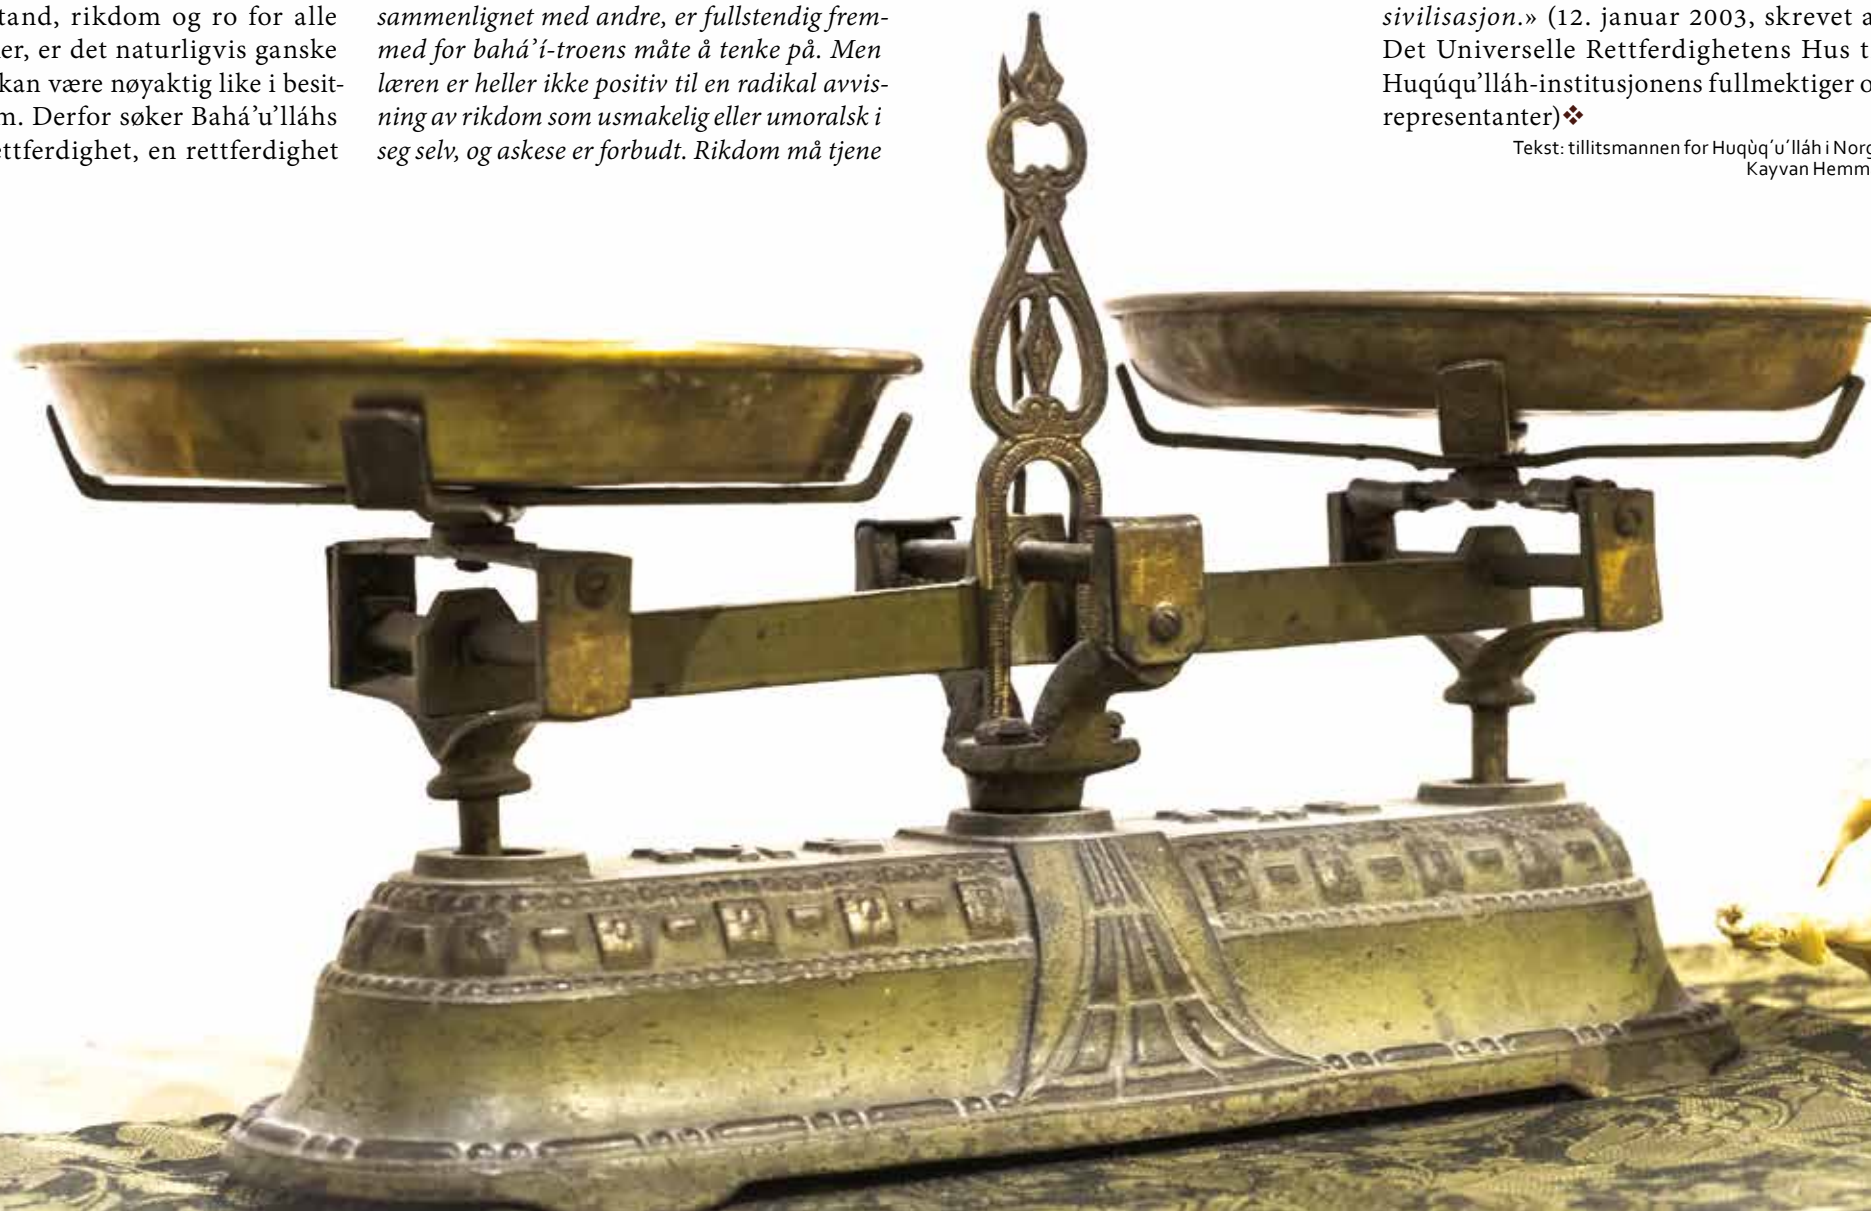 tand, rikdom og ro for alle
er, er det naturligvis ganske
kan være nøyaktig like i besit-
m. Derfor søker Bahá’u’lláhs
ettferdighet, en rettferdighet
sammenlignet med andre, er fullstendig frem-
med for bahá’í-troens måte å tenke på. Men
læren er heller ikke positiv til en radikal avvis-
ning av rikdom som usmakelig eller umoralsk i
seg selv, og askese er forbudt. Rikdom må tjene
sivilisasjon.» (12. januar 2003, skrevet a
Det Universelle Rettferdighetens Hus t
Huqúqu’lláh-institusjonens fullmektiger o
representanter)❖
Tekst: tillitsmannen for Huqùq´u´lláh i Norg
Kayvan Hemm